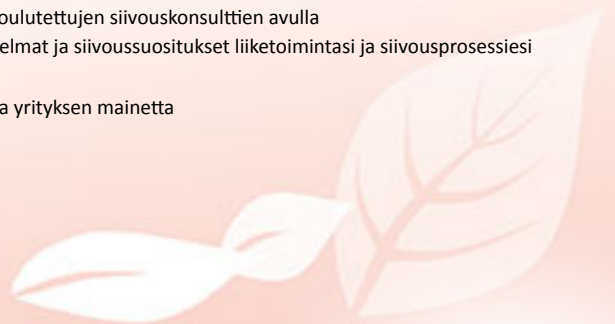 oulutettujen siivouskonsulttien avulla
elmat ja siivoussuositukset liiketoimintasi ja siivousprosessiesi
a yrityksen mainetta